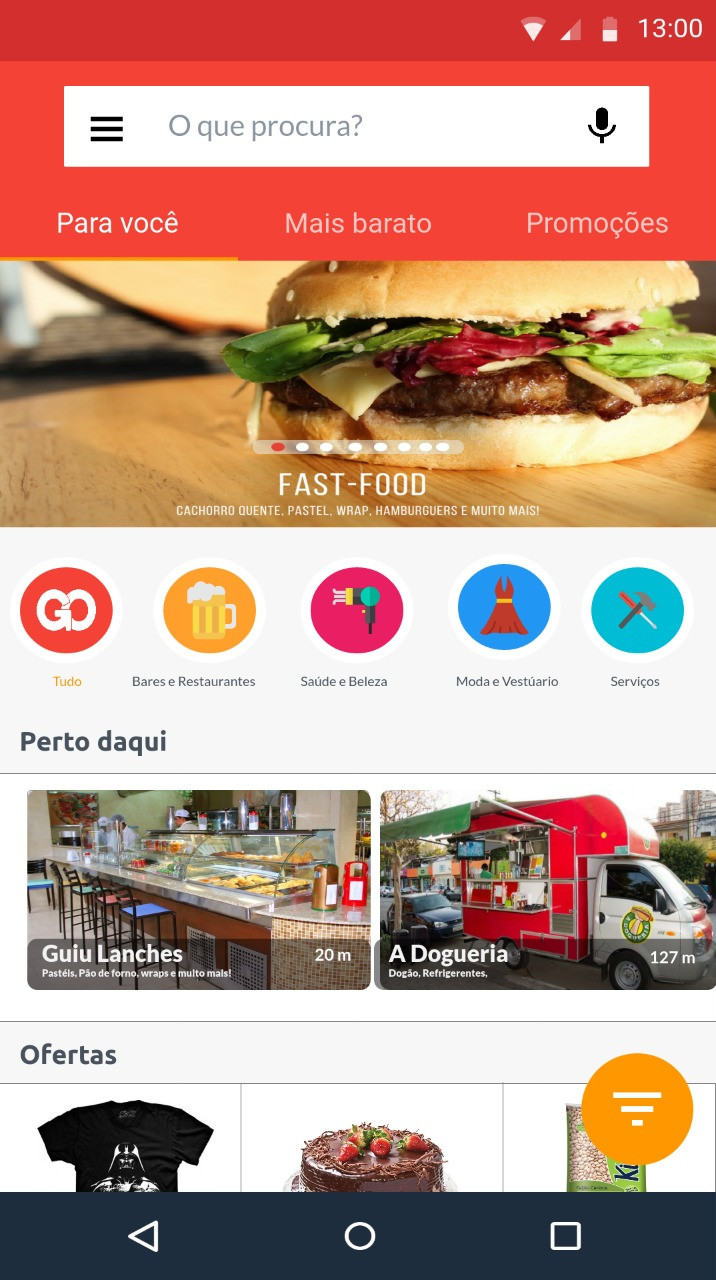 13:00
O que procura?
Para você
Mais barato
Promoções
FAST-FOOD
CACHORRO QUENTE, PASTEL, WRAP, HAMBURGUERS E MUITO MAIS!
GO
Tudo
Bares e Restaurantes
Saúde e Beleza
Moda e Vestúario
Serviços
Perto daqui
Guiu Lanches
20 m
Pastéis, Pão de forno, wraps e muito mais!
A Dogueria
127 m
Dogão, Refrigerentes,
Ofertas